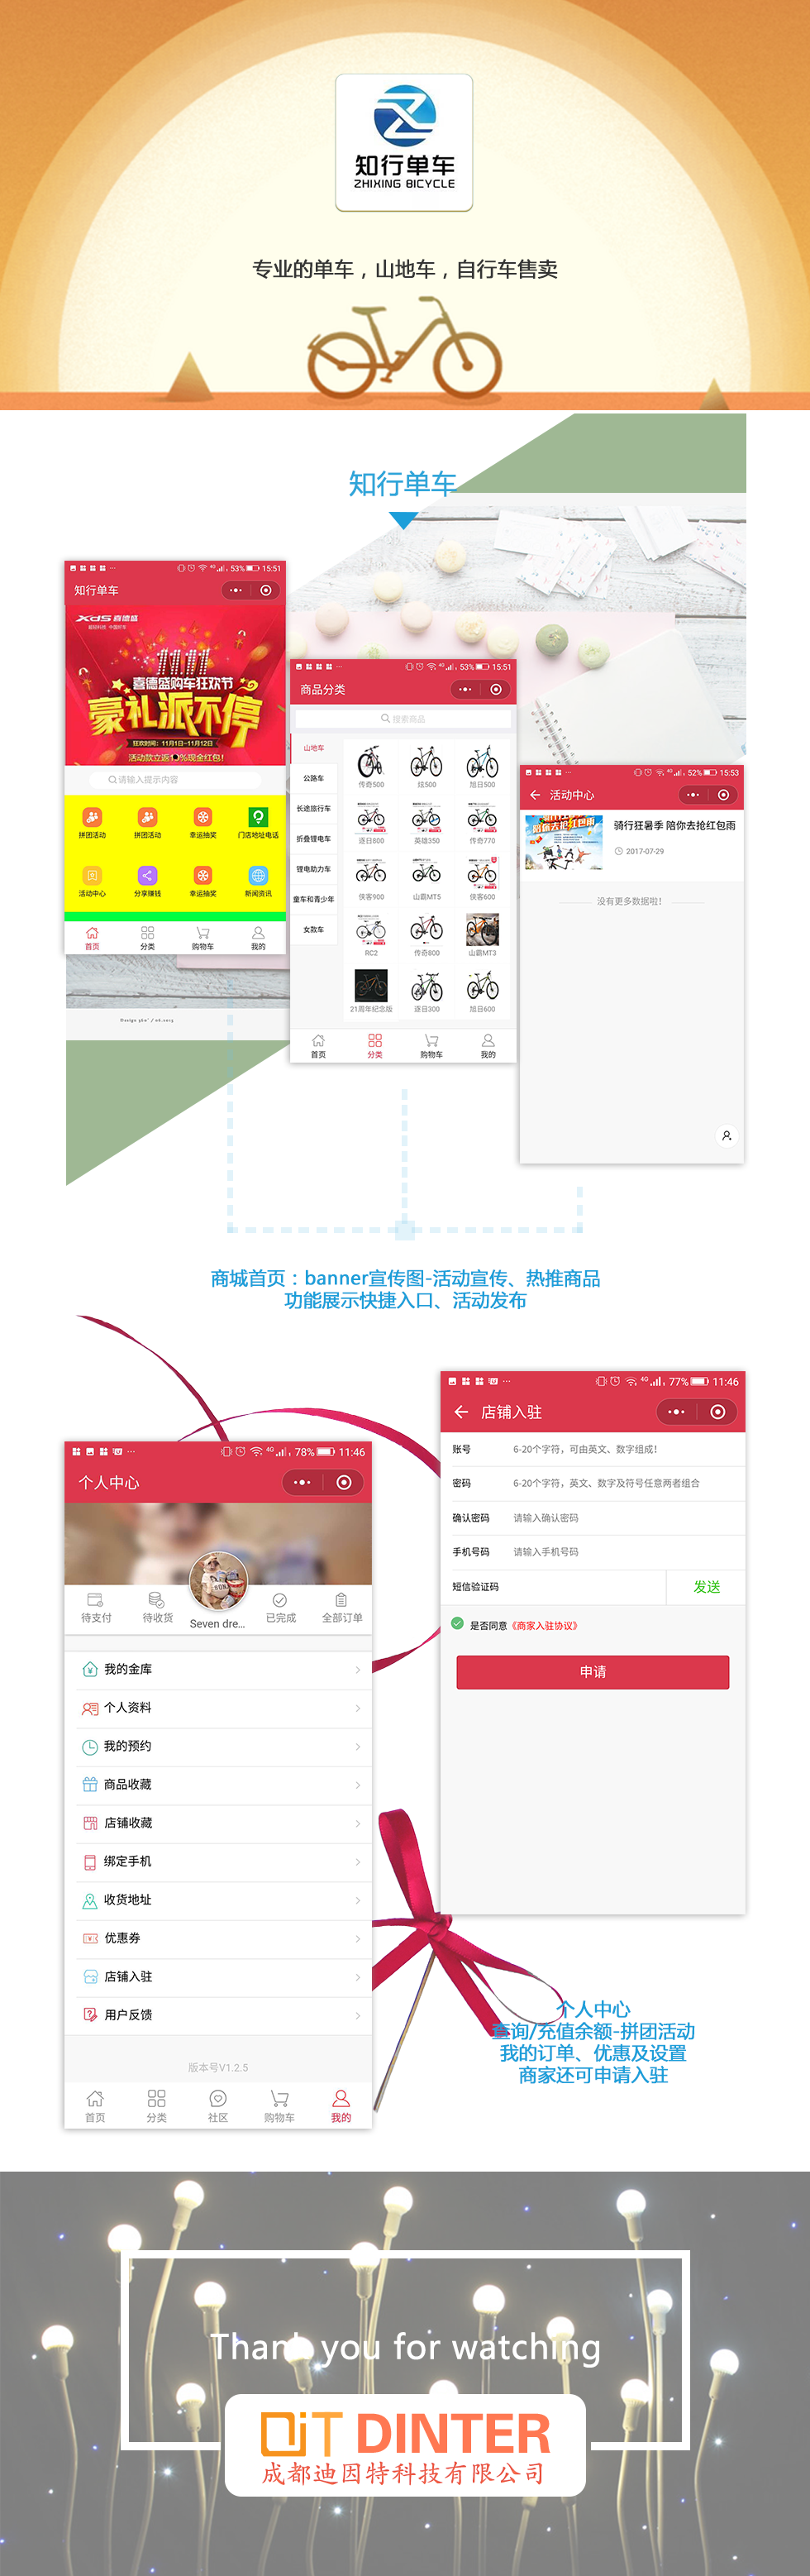 知行单车
ZHIXING BICYCLE
专业的单车，山地车，自行车售卖
知行单车
53% 15:51
知行单车
XDS 喜德盛
11.11
喜德盛购车狂欢节
豪礼派不停
狂欢时间：11月1日—11月12日
请输入提示内容
拼团活动
拼团活动
幸运抽奖
门店地址电话
活动中心
分享赚钱
幸运抽奖
新闻资讯
首页
分类
购物车
我的
53% 15:51
商品分类
搜索商品
山地车
公路车
长途旅行车
折叠锂电车
锂电助力车
童车和青少年
女款车
传奇500
炫500
旭日500
逐日800
英雄350
传奇770
侠客900
山霸MT5
侠客600
RC2
传奇800
山霸MT3
21周年纪念版
逐日300
旭日600
首页
分类
购物车
我的
52% 15:53
活动中心
骑行狂暑季 陪你去抢红包雨
2017-07-29
没有更多数据啦！
商城首页：banner宣传图-活动宣传、热推商品
功能展示快捷入口、活动发布
4G 78% 11:46
个人中心
待支付
待收货
Seven dre...
已完成
全部订单
我的金库
个人资料
我的预约
商品收藏
店铺收藏
绑定手机
收货地址
优惠券
店铺入驻
用户反馈
版本号V1.2.5
首页
分类
社区
购物车
我的
4G 77% 11:46
店铺入驻
账号 6-20个字符，可由英文、数字组成！
密码 6-20个字符，英文、数字及符号任意两者组合
确认密码 请输入确认密码
手机号码 请输入手机号码
短信验证码 发送
是否同意《商家入驻协议》
申请
个人中心
查询/充值余额-拼团活动
我的订单、优惠及设置
商家还可申请入驻
Thank you for watching
DIT DINTER
成都迪因特科技有限公司